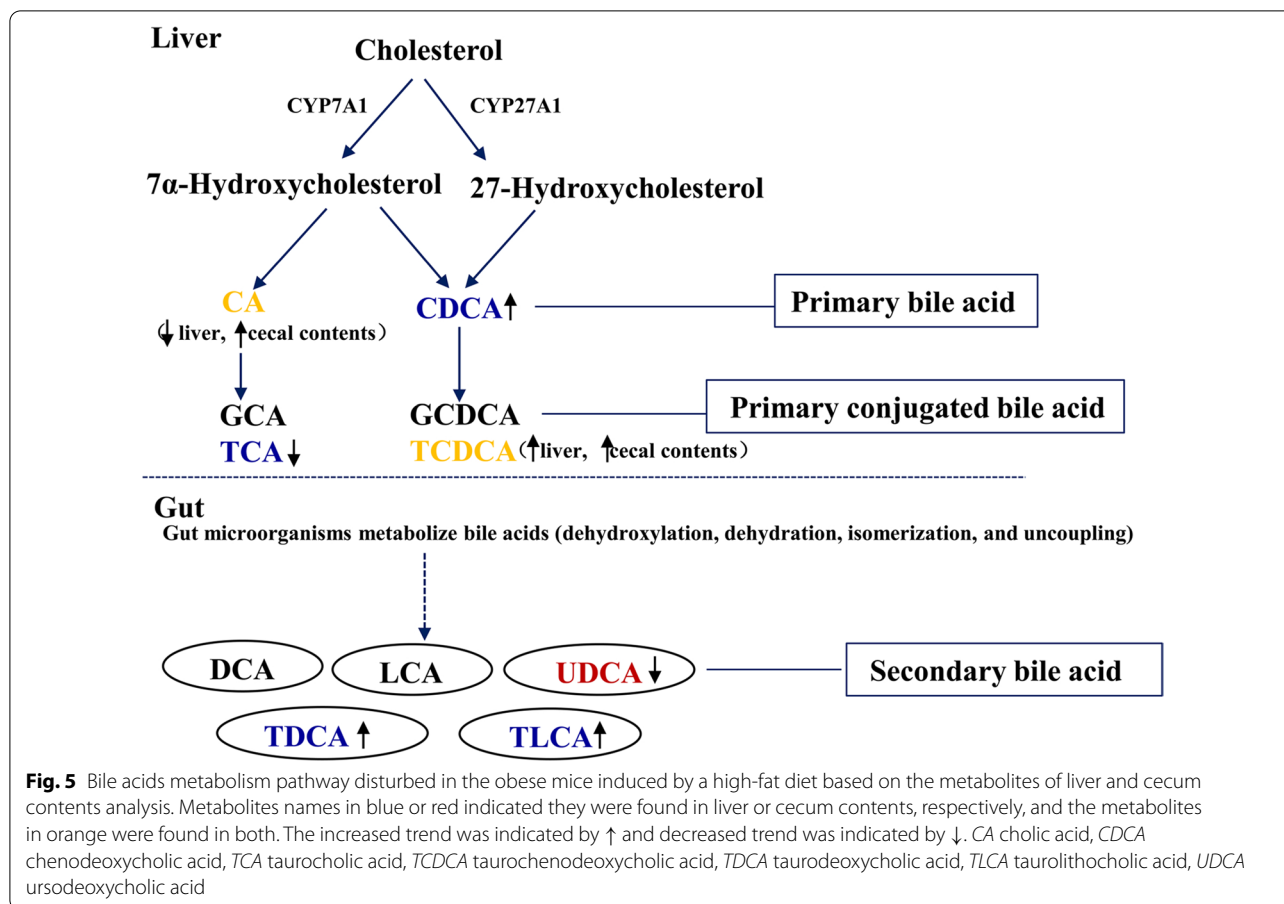 Liver
Cholesterol
CYP7A1 CYP27A1
7α-Hydroxycholesterol 27-Hydroxycholesterol
CA CDCA↑ Primary bile acid
(↓ liver, ↑cecal contents)
GCA GCDCA Primary conjugated bile acid
TCA↓ TCDCA(↑liver, ↑cecal contents)
Gut
Gut microorganisms metabolize bile acids (dehydroxylation, dehydration, isomerization, and uncoupling)
DCA LCA UDCA↓ Secondary bile acid
TDCA↑ TLCA↑
Fig. 5 Bile acids metabolism pathway disturbed in the obese mice induced by a high-fat diet based on the metabolites of liver and cecum
contents analysis. Metabolites names in blue or red indicated they were found in liver or cecum contents, respectively, and the metabolites
in orange were found in both. The increased trend was indicated by ↑ and decreased trend was indicated by ↓. CA cholic acid, CDCA
chenodeoxycholic acid, TCA taurocholic acid, TCDCA taurochenodeoxycholic acid, TDCA taurodeoxycholic acid, TLCA taurolithocholic acid, UDCA
ursodeoxycholic acid